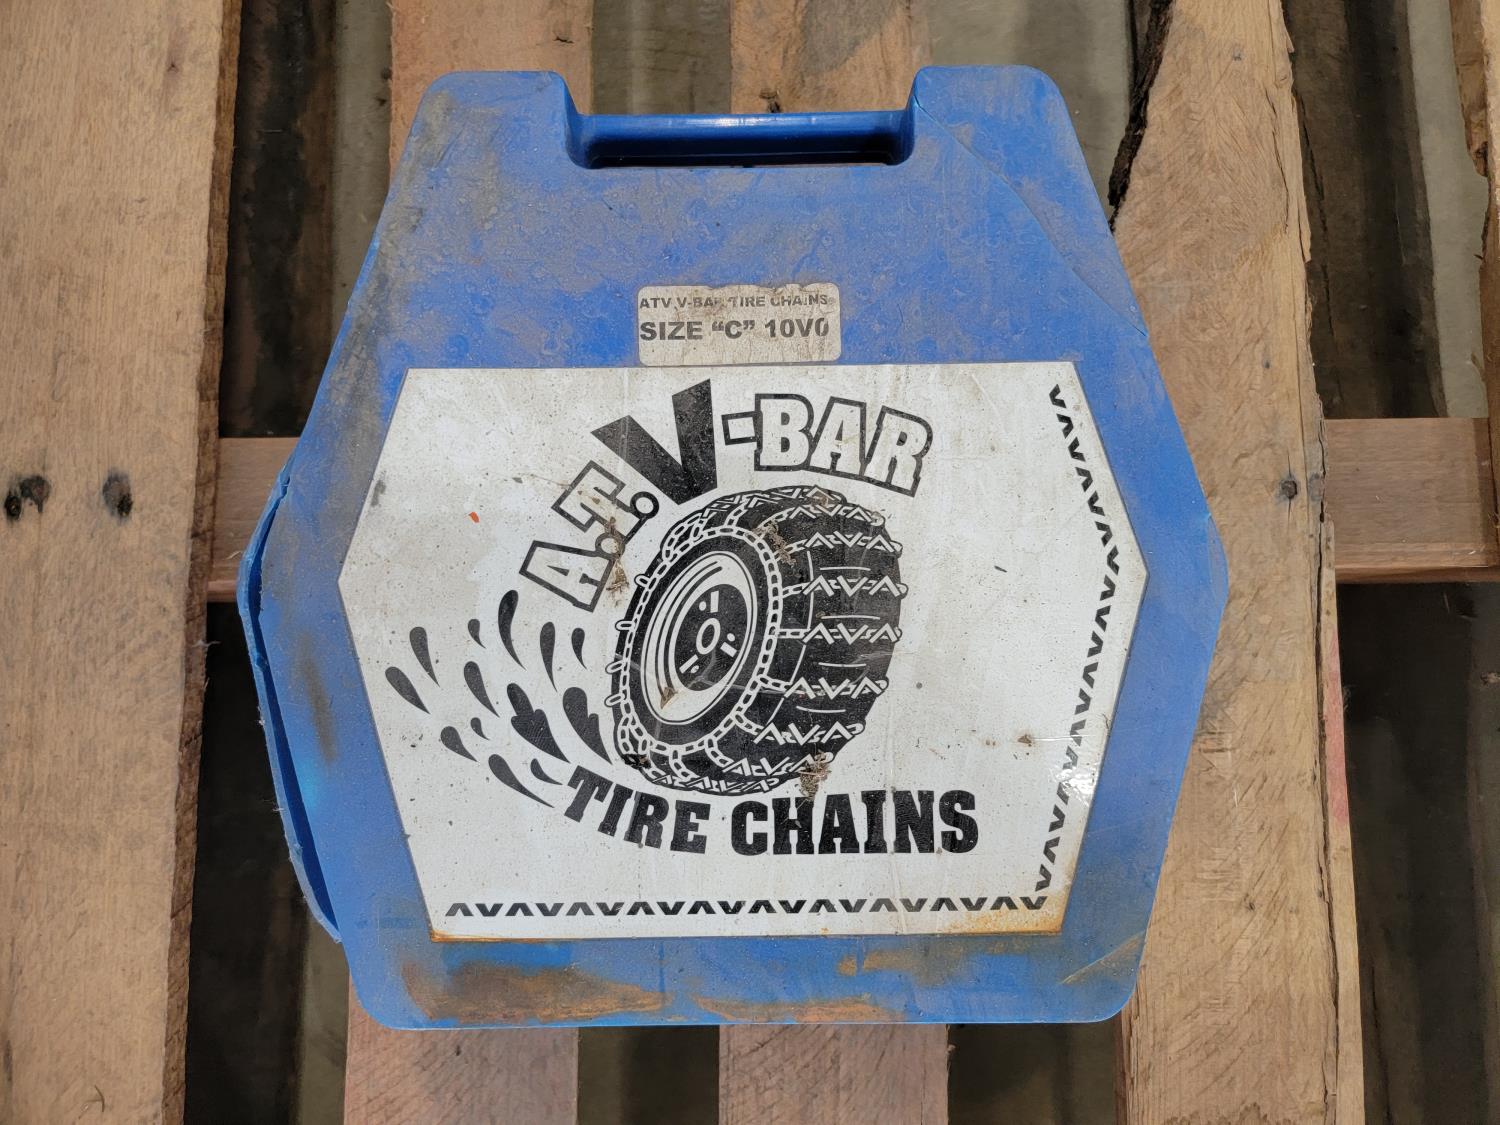 ATV V-BAR TIRE CHAINS
SIZE “C” 10V0
A.T.V-BAR
TIRE CHAINS